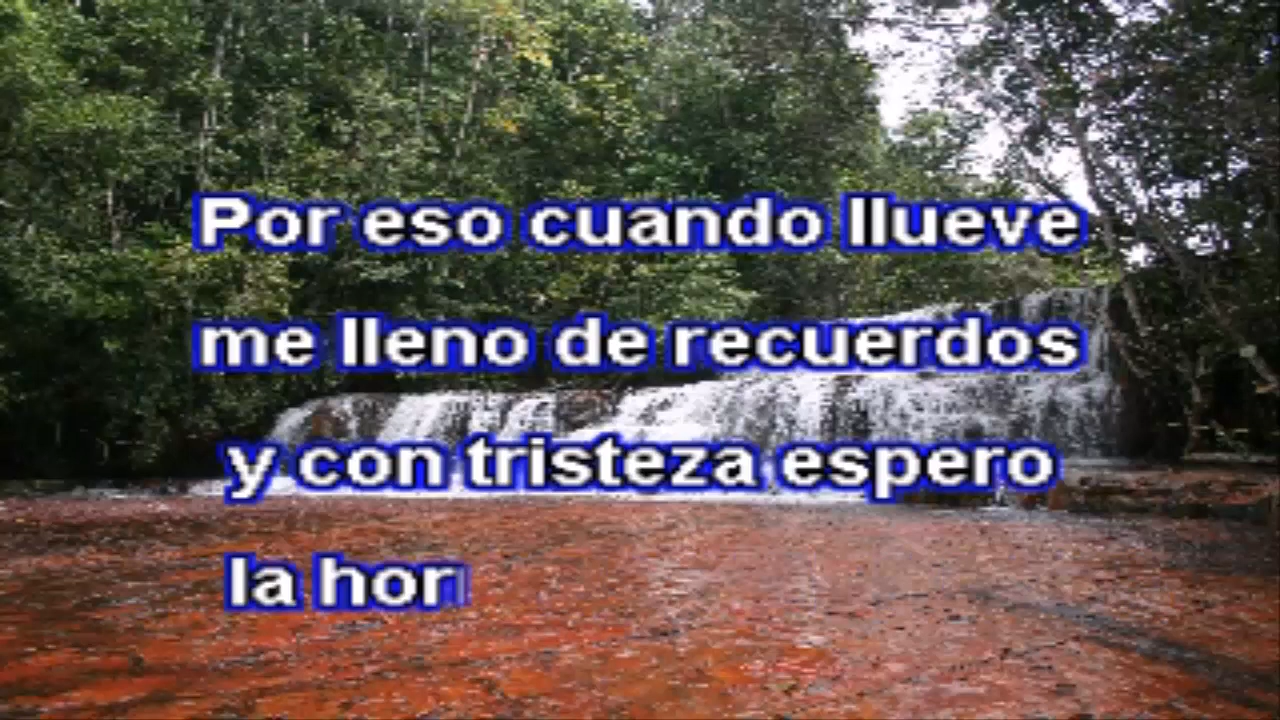 Por eso cuando llueve
me lleno de recuerdos
y con tristeza espero
la hor